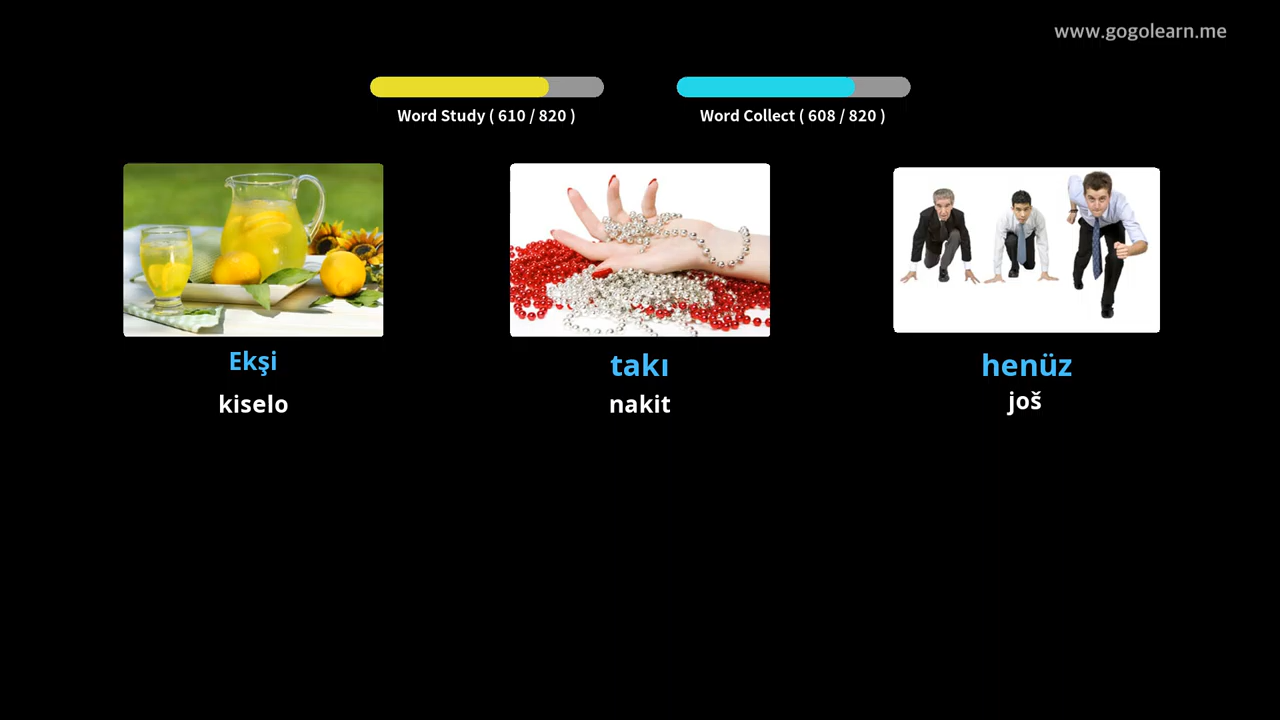 www.gogolearn.me
Word Study ( 610 / 820 )
Word Collect ( 608 / 820 )
Ekşi
takı
henüz
kiselo
nakit
još